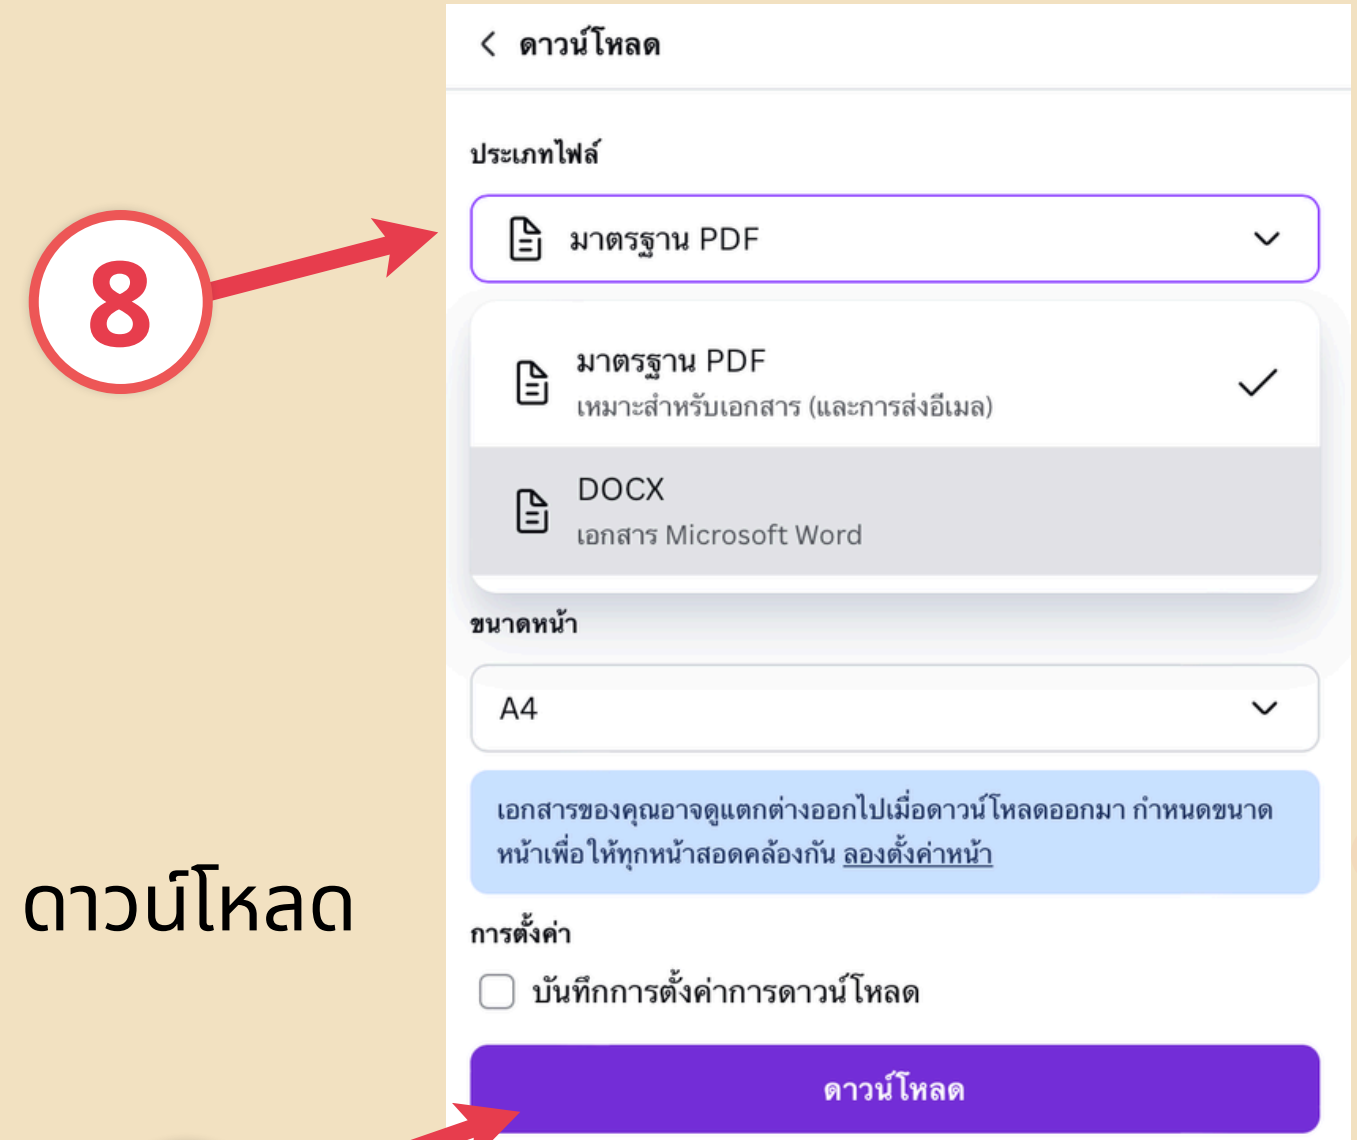 ดาวน์โหลด
ประเภทไฟล์
8
มาตรฐาน PDF
มาตรฐาน PDF
เหมาะสำหรับเอกสาร (และการส่งอีเมล)
DOCX
เอกสาร Microsoft Word
ขนาดหน้า
A4
เอกสารของคุณอาจดูแตกต่างออกไปเมื่อดาวน์โหลดออกมา กำหนดขนาด
หน้าเพื่อให้ทุกหน้าสอดคล้องกัน ลองตั้งค่าหน้า
ดาวน์โหลด
การตั้งค่า
บันทึกการตั้งค่าการดาวน์โหลด
ดาวน์โหลด